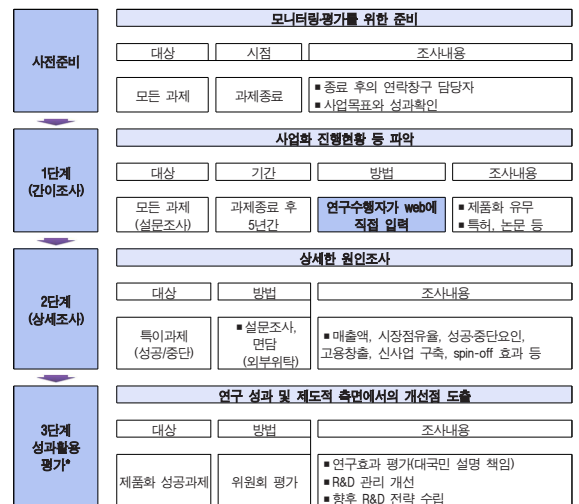 모니터링·평가를 위한 준비
사전준비
대상 시점 조사내용
모든 과제 과제종료
▪종료 후의 연락창구 담당자
▪사업목표와 성과확인
사업화 진행현황 등 파악
1단계
(간이조사)
대상 기간 방법 조사내용
모든 과제
(설문조사)
과제종료 후
5년간
연구수행자가 web에
직접 입력
▪제품화 유무
▪특허, 논문 등
상세한 원인조사
2단계
(상세조사)
대상 방법 조사내용
특이과제
(성공/중단)
▪설문조사,
면담
(외부위탁)
▪매출액, 시장점유율, 성공·중단요인,
고용창출, 신사업 구축, spin-off 효과 등
연구 성과 및 제도적 측면에서의 개선점 도출
3단계
성과활용
평가*
대상 방법 조사내용
제품화 성공과제 위원회 평가
▪연구효과 평가(대국민 설명 책임)
▪R&D 관리 개선
▪향후 R&D 전략 수립